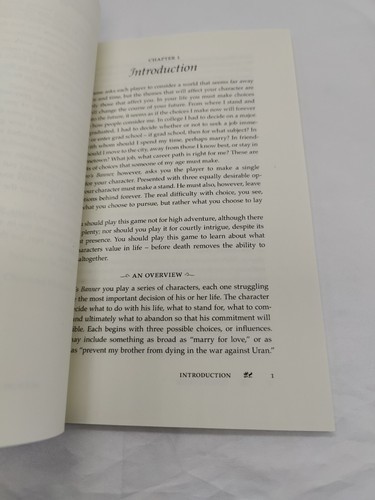 CHAPTER 1
Introduction
asks each player to consider a world that seems far away
and time, but the themes that will affect your character are
those that affect you. In your life you must make choices
change the course of your future. From where I stand and
to the future, it seems as if the choices I make now will forever
those people consider me. In college I had to decide on a major
graduated. I had to decide whether or not to seek a job imme-
or enter grad school – if grad school, then for what subject? In
whom should I spend my time, perhaps marry? And where
should I move to the city, away from those I know best, or stay in
hometown? What job, what career path is right for me? These are
of choices that someone of my age must make.
Banner, however, asks you the player to make a single
for your character. Presented with three equally desirable op-
character must make a stand. He must also, however, leave
behind forever. The real difficulty with choice, you see,
what you choose to pursue, but rather what you choose to lay
should play this game not for high adventure, although there
plenty; nor should you play it for courtly intrigue, despite its
presence. You should play this game to learn about what
characters value in life – before death removes the ability to
altogether.
AN OVERVIEW
Banner you play a series of characters, each one struggling
the most important decision of his or her life. The character
decide what to do with his life, what to stand for, what to com-
and ultimately what to abandon so that his commitment will
Each begins with three possible choices, or influences.
may include something as broad as “marry for love,” or as
as “prevent my brother from dying in the war against Uran.”
INTRODUCTION 1